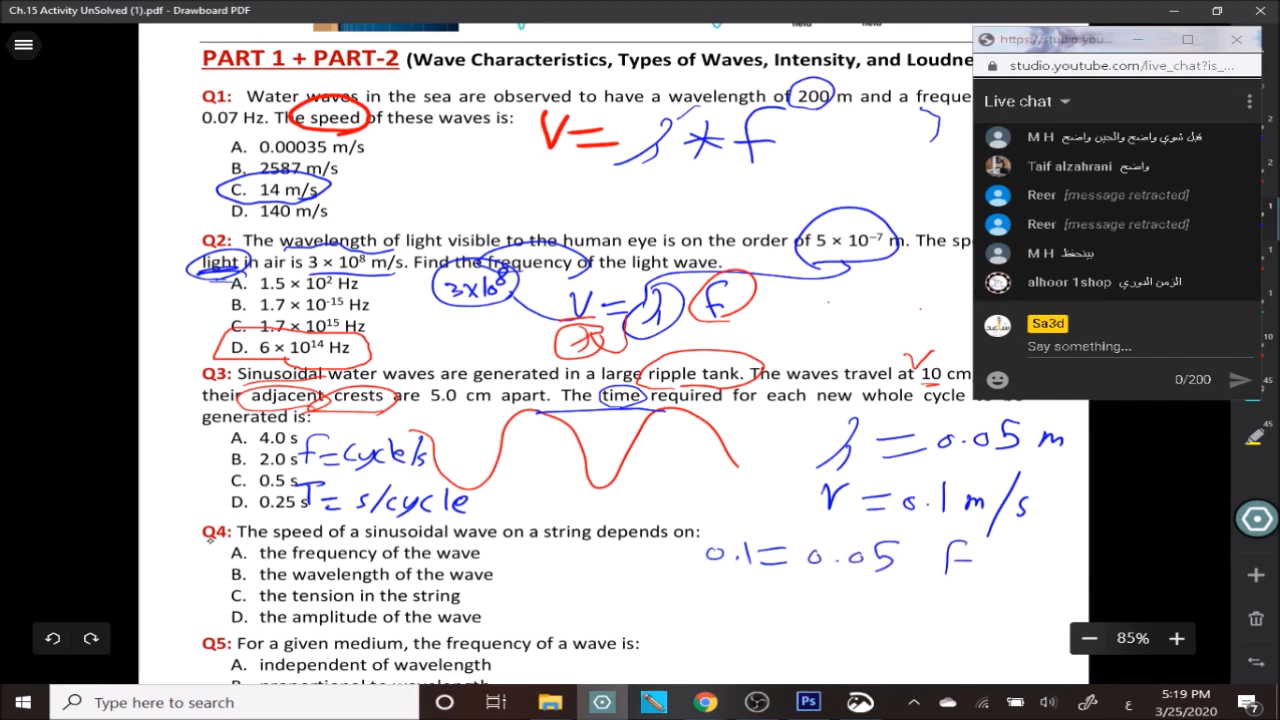 Ch.15 Activity UnSolved (1).pdf - Drawboard PDF
https://studio.you...
studio.youtube.com/live_chat?is_...
Live chat
M H قبل شوي واضح والحين واضح
Taif alzahrani واضح
Reer [message retracted]
Reer [message retracted]
M H بيتحفظ
alhoor 1shop الزمن الدوري
Sa3d
Say something...
0/200
PART 1 + PART-2 (Wave Characteristics, Types of Waves, Intensity, and Loudne
Q1: Water waves in the sea are observed to have a wavelength of 200 m and a freque
0.07 Hz. The speed of these waves is:
V = λ * f
A. 0.00035 m/s
B. 2587 m/s
C. 14 m/s
D. 140 m/s
Q2: The wavelength of light visible to the human eye is on the order of 5 × 10⁻⁷ m. The sp
light in air is 3 × 10⁸ m/s. Find the frequency of the light wave.
A. 1.5 × 10² Hz
3x10⁸
V = λ f
B. 1.7 × 10⁻¹⁵ Hz
C. 1.7 × 10¹⁵ Hz
D. 6 × 10¹⁴ Hz
Q3: Sinusoidal water waves are generated in a large ripple tank. The waves travel at 10 cm
their adjacent crests are 5.0 cm apart. The time required for each new whole cycle to be
generated is:
A. 4.0 s
B. 2.0 s
f = cycle/s
λ = 0.05 m
C. 0.5 s
D. 0.25 s
T = s/cycle
v = 0.1 m/s
0.1 = 0.05 F
Q4: The speed of a sinusoidal wave on a string depends on:
A. the frequency of the wave
B. the wavelength of the wave
C. the tension in the string
D. the amplitude of the wave
Q5: For a given medium, the frequency of a wave is:
A. independent of wavelength
85%
Type here to search
5:19 PM
3/25/2020
ع
7